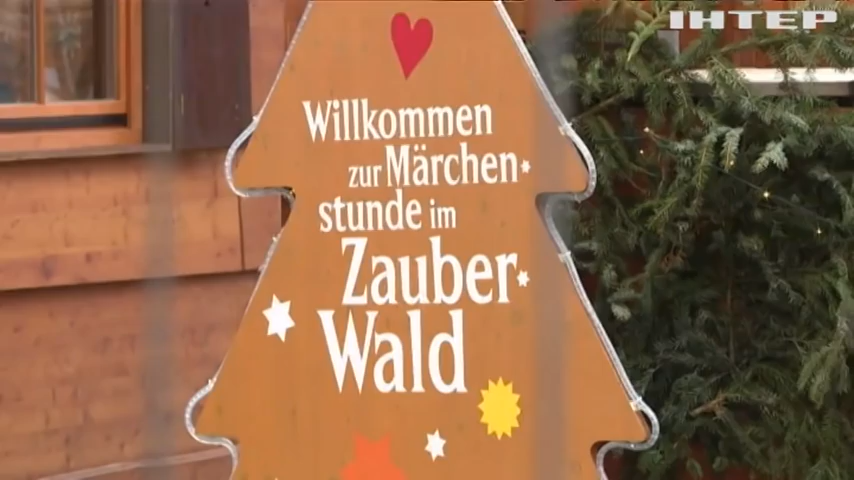 ІНТЕР
Willkommen
zur Märchen*
stunde im
Zauber*
Wald